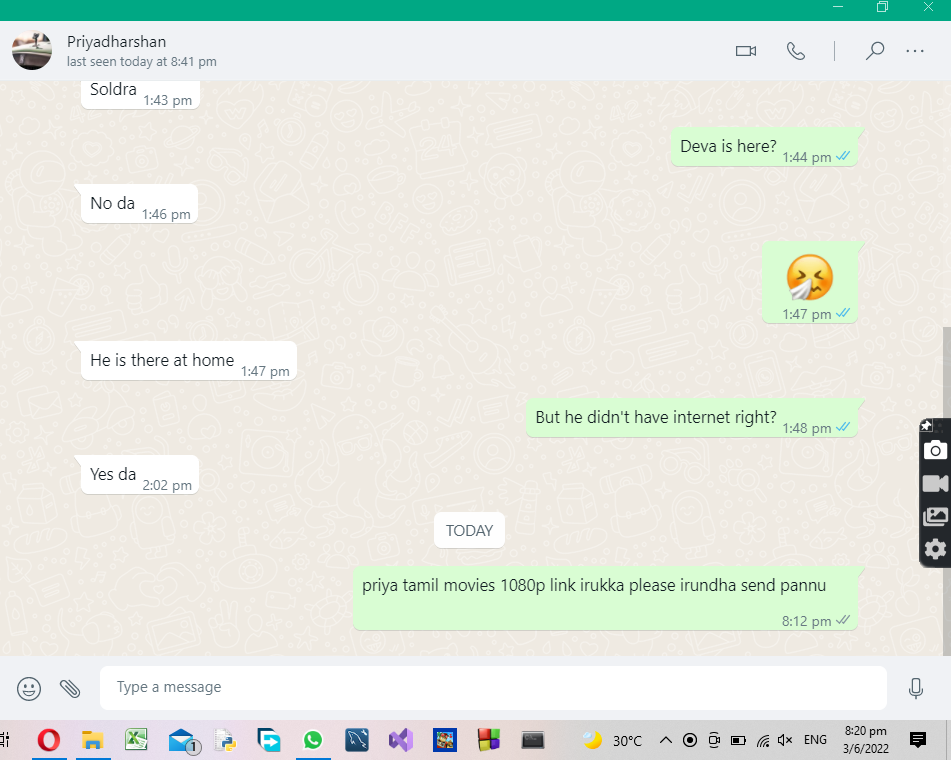 Priyadharshan
last seen today at 8:41 pm
Soldra
1:43 pm
Deva is here?
1:44 pm
No da
1:46 pm
1:47 pm
He is there at home
1:47 pm
But he didn't have internet right?
1:48 pm
Yes da
2:02 pm
TODAY
priya tamil movies 1080p link irukka please irundha send pannu
8:12 pm
Type a message
1
30°C
ENG
8:20 pm
3/6/2022